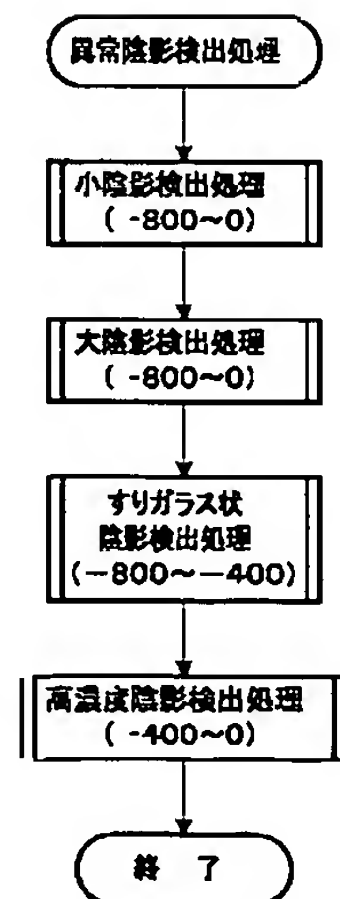 異常陰影検出処理
小陰影検出処理
( -800～0)
大陰影検出処理
( -800～0)
すりガラス状
陰影検出処理
(－800～－400)
高濃度陰影検出処理
( -400～0)
終 了